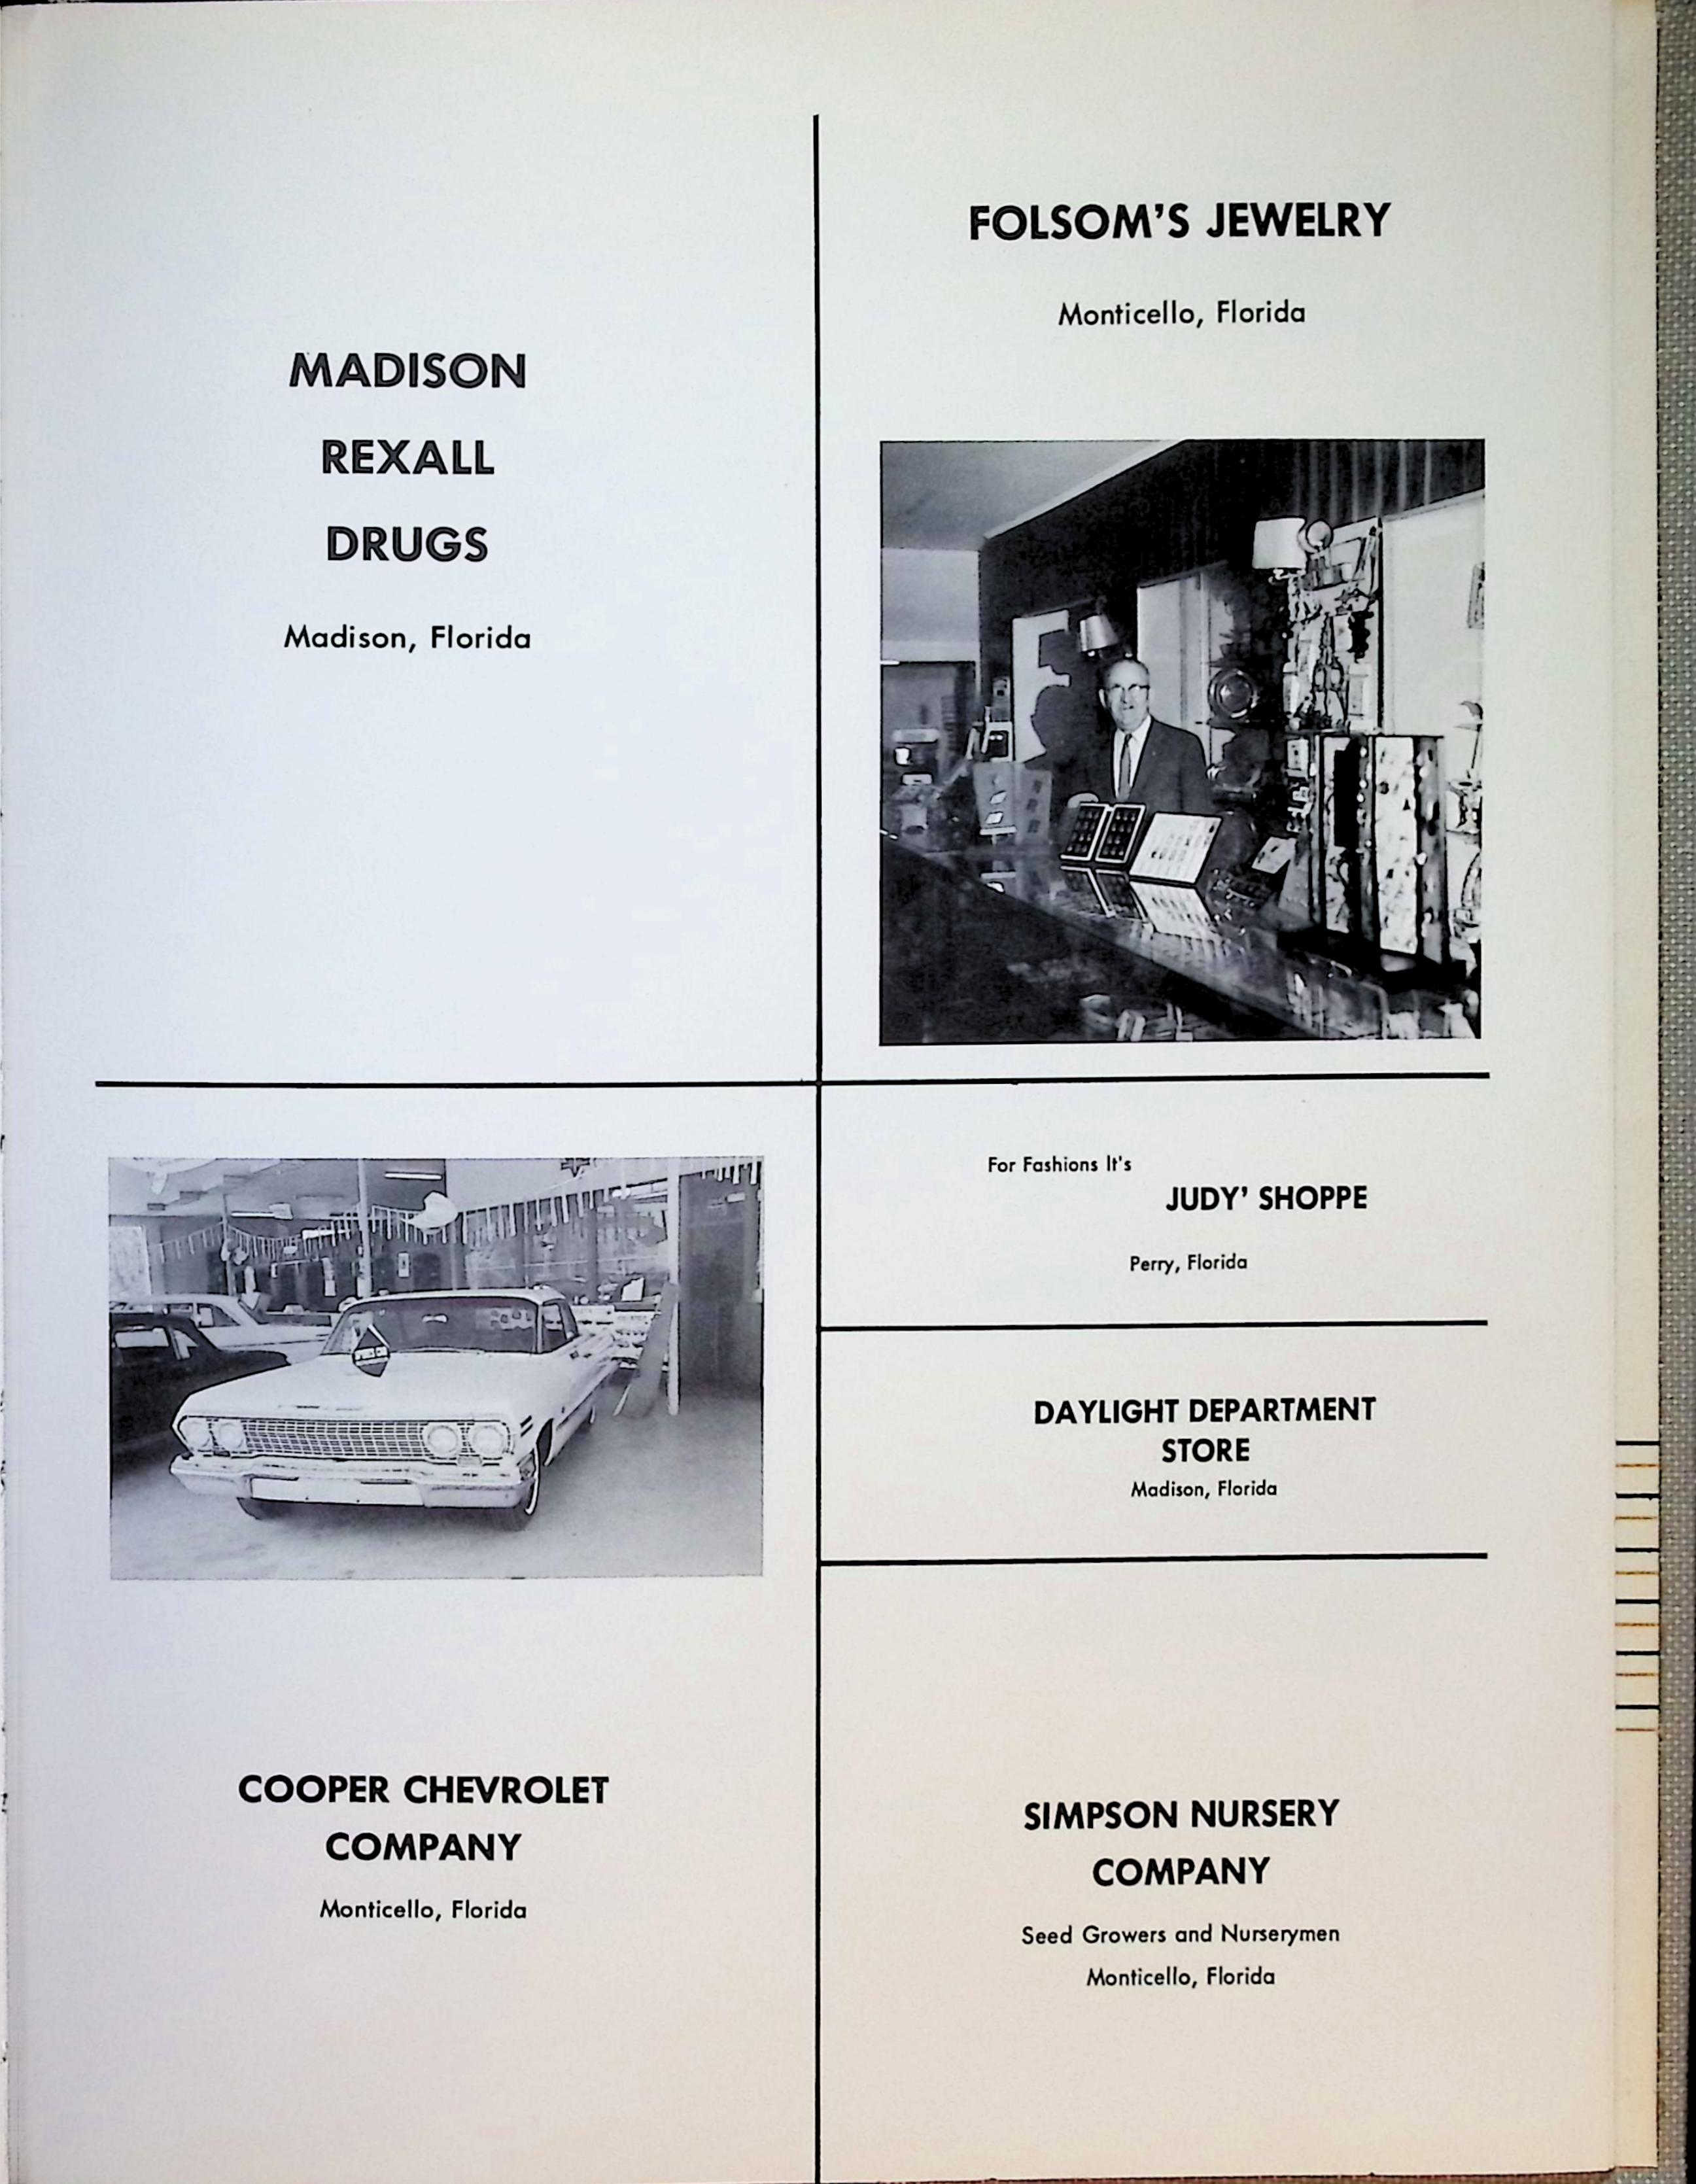 MADISON
REXALL
DRUGS
Madison, Florida
FOLSOM'S JEWELRY
Monticello, Florida
COOPER CHEVROLET
COMPANY
Monticello, Florida
For Fashions It's
JUDY' SHOPPE
Perry, Florida
DAYLIGHT DEPARTMENT
STORE
Madison, Florida
SIMPSON NURSERY
COMPANY
Seed Growers and Nurserymen
Monticello, Florida